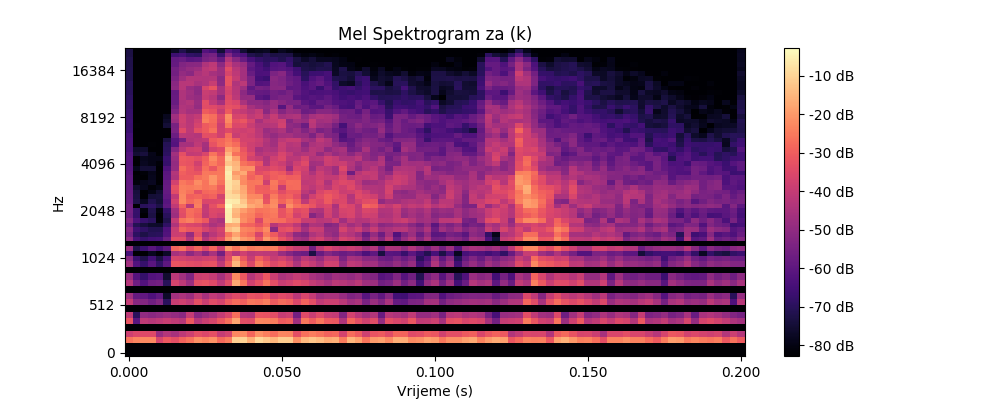 Mel Spektrogram za (k)
Hz
16384
8192
4096
2048
1024
512
0
0.000 0.050 0.100 0.150 0.200
Vrijeme (s)
-10 dB
-20 dB
-30 dB
-40 dB
-50 dB
-60 dB
-70 dB
-80 dB